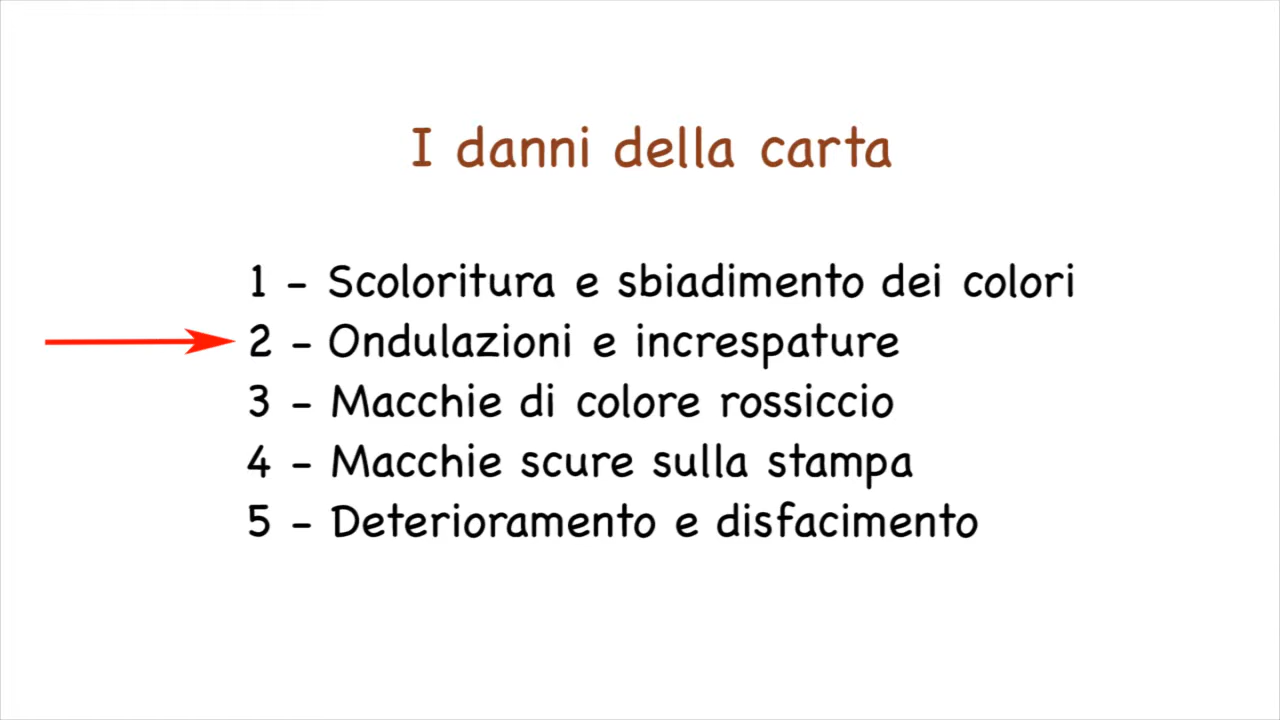 I danni della carta
1 - Scoloritura e sbiadimento dei colori
2 - Ondulazioni e increspature
3 - Macchie di colore rossiccio
4 - Macchie scure sulla stampa
5 - Deterioramento e disfacimento